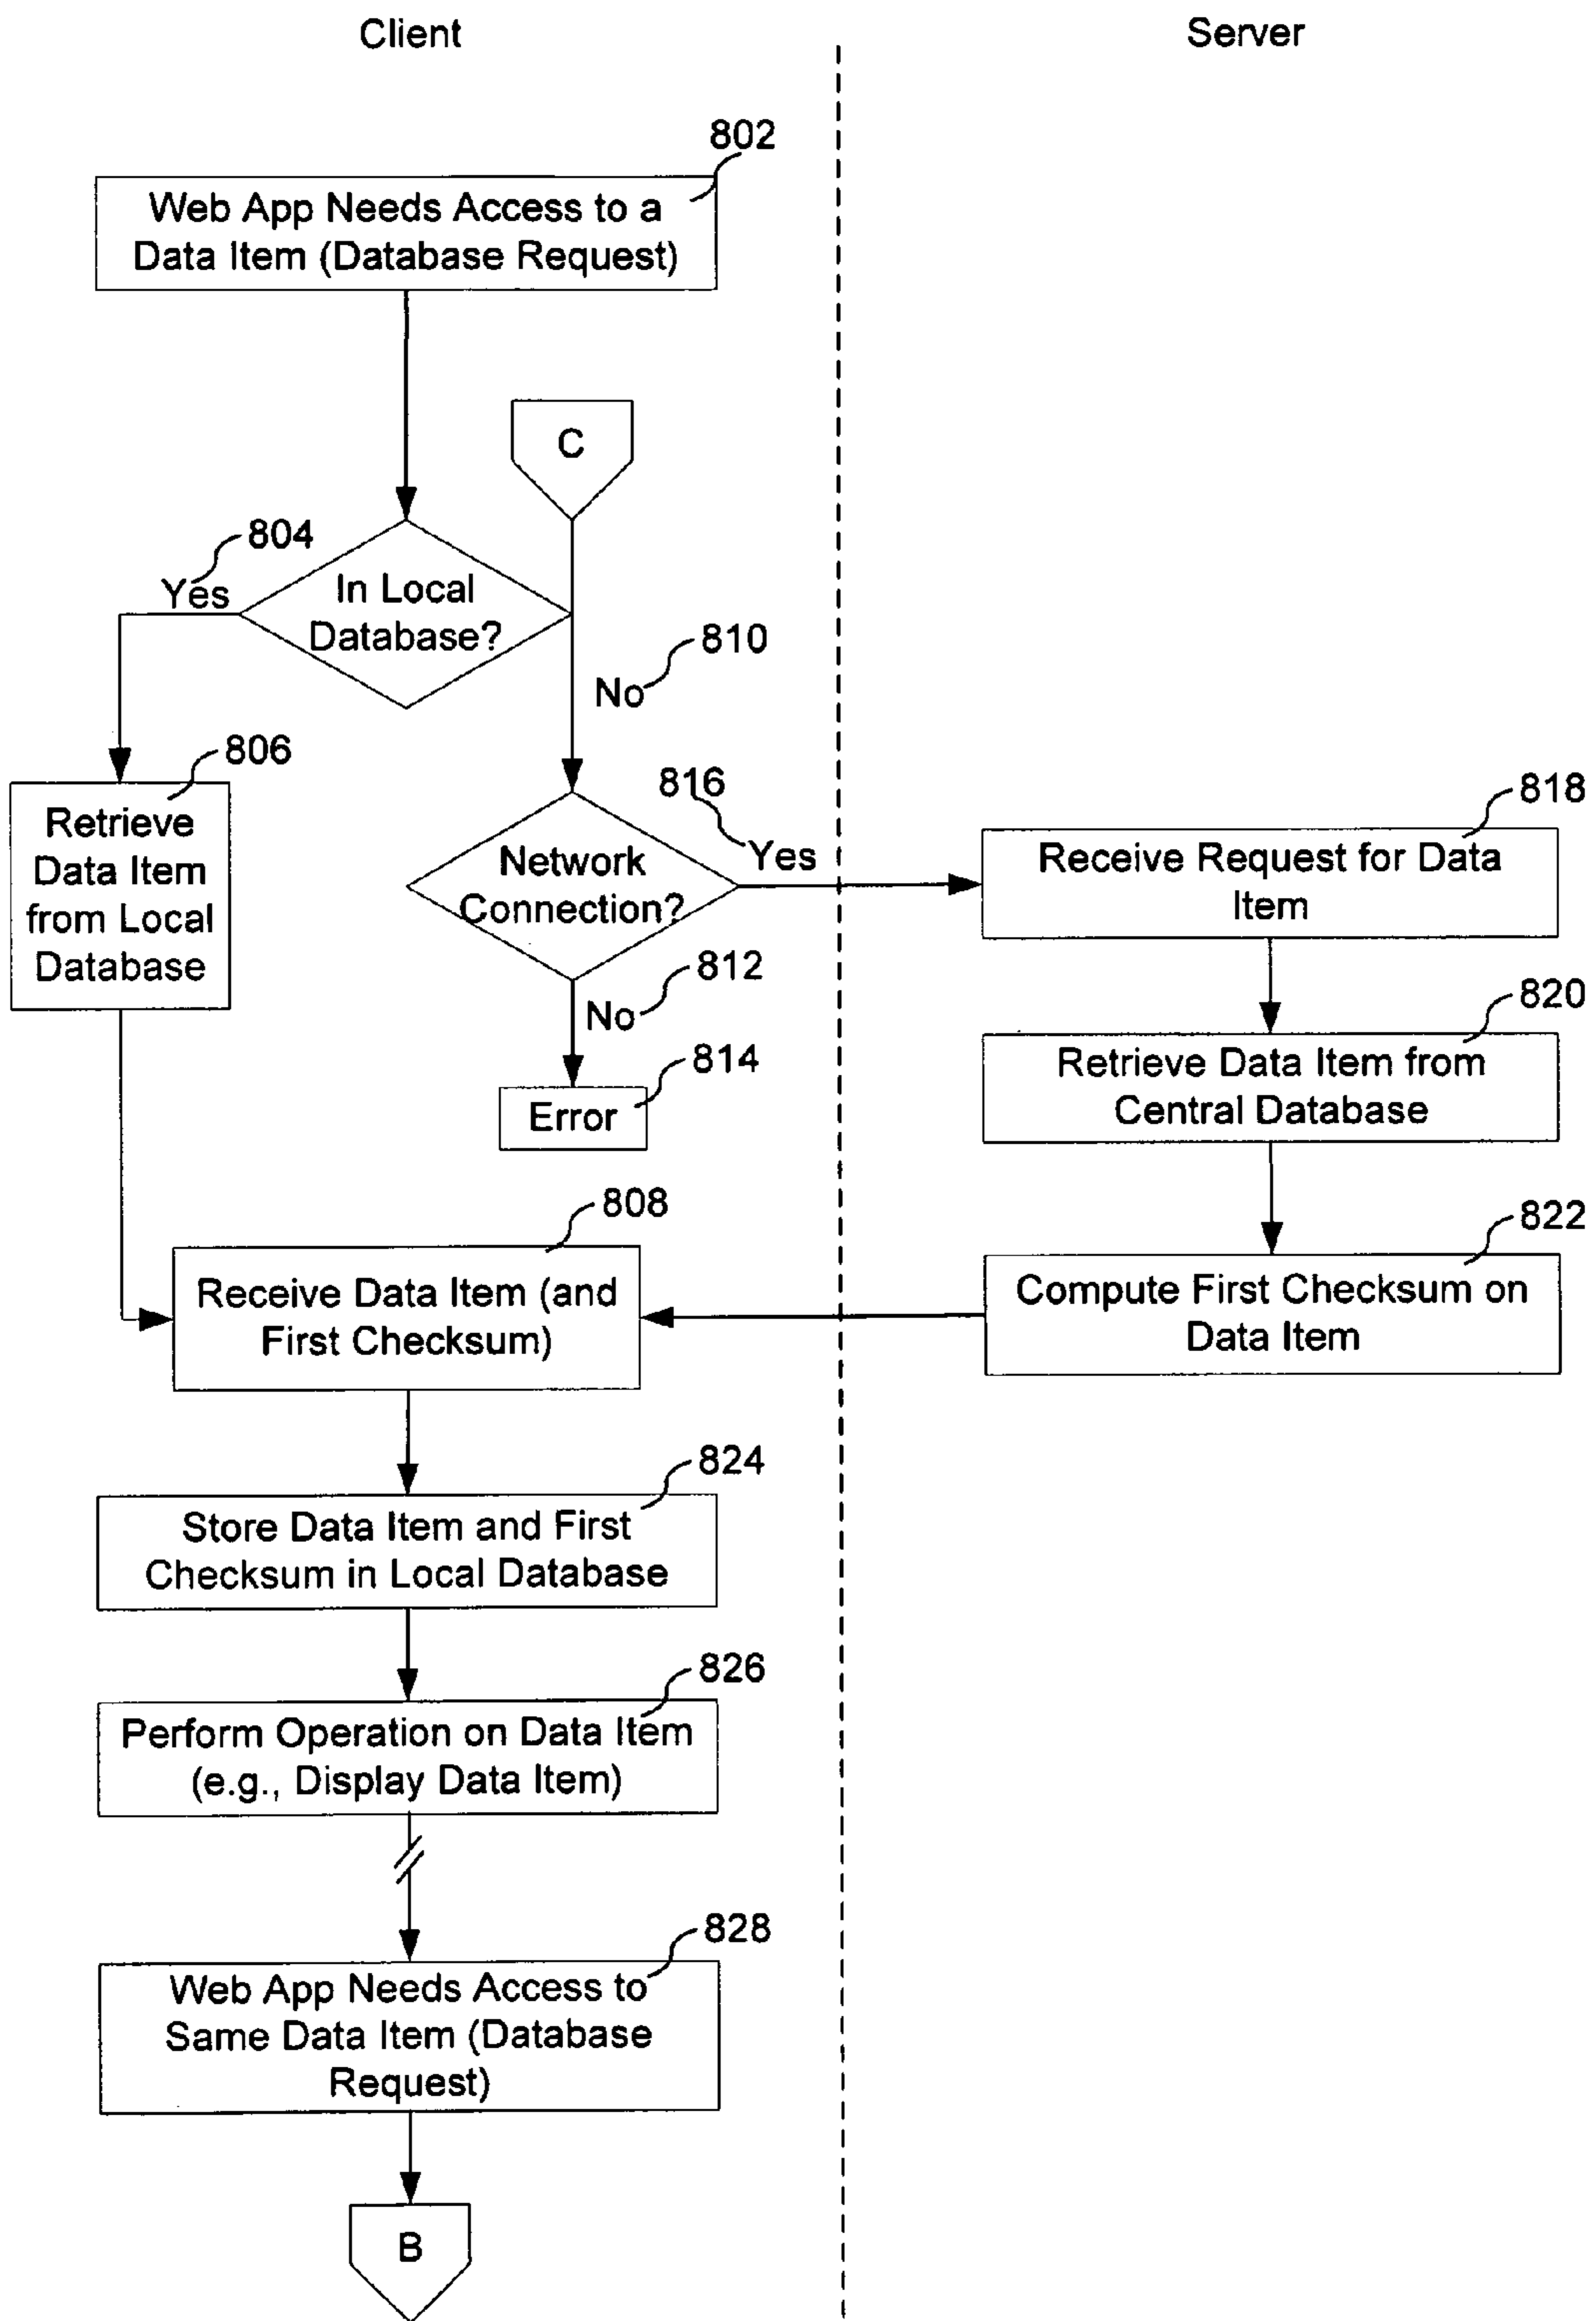 Client
Server
802
Web App Needs Access to a
Data Item (Database Request)
C
804
Yes
In Local
Database?
810
No
806
Retrieve
Data Item
from Local
Database
816
Yes
Network
Connection?
818
Receive Request for Data
Item
812
No
814
Error
820
Retrieve Data Item from
Central Database
808
Receive Data Item (and
First Checksum)
822
Compute First Checksum on
Data Item
824
Store Data Item and First
Checksum in Local Database
826
Perform Operation on Data Item
(e.g., Display Data Item)
828
Web App Needs Access to
Same Data Item (Database
Request)
B